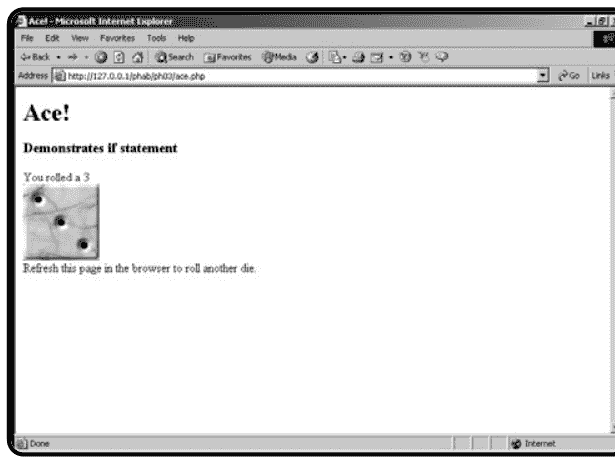 Ace! - Microsoft Internet Explorer
File Edit View Favorites Tools Help
Back Search Favorites Media
Address http://127.0.0.1/phab/ph03/ace.php Go Links
Ace!
Demonstrates if statement
You rolled a 3
Refresh this page in the browser to roll another die.
Done Internet